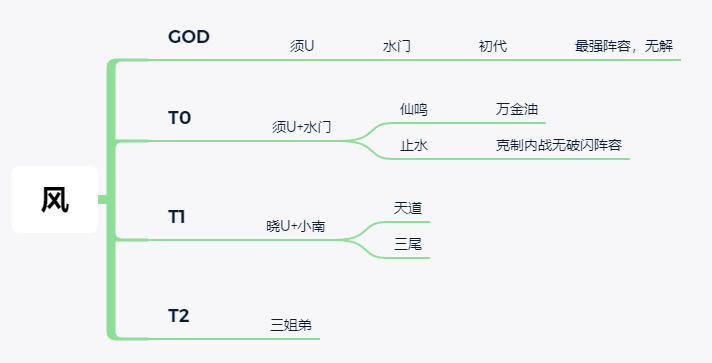 风
GOD
须U
水门
初代
最强阵容，无解
T0
须U+水门
仙鸣
万金油
止水
克制内战无破闪阵容
T1
晓U+小南
天道
三尾
T2
三姐弟